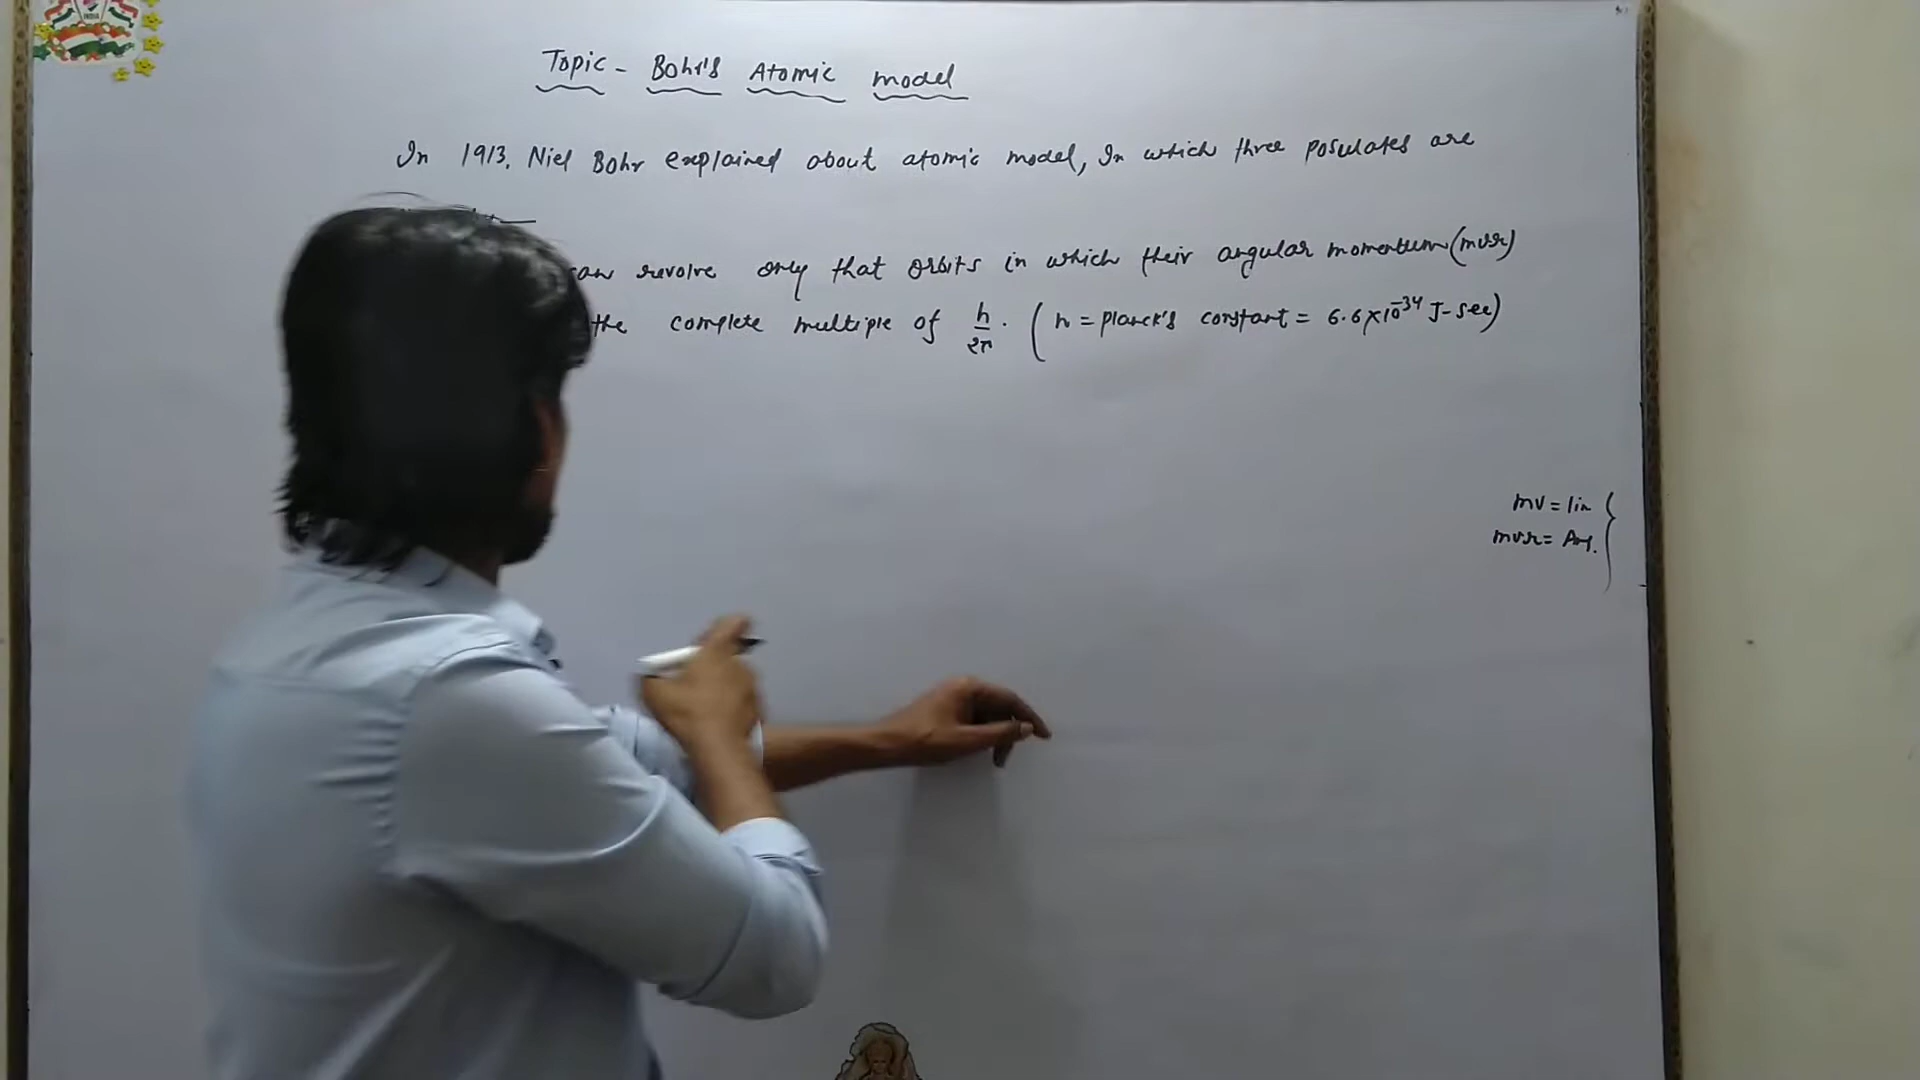 INDIA
Topic - Bohr's Atomic model
In 1913, Niel Bohr explained about atomic model, In which three posulates are
can revolve only that orbits in which their angular momentum (mvr)
the complete multiple of h/2π. (h = planck's constant = 6.6×10⁻³⁴ J-sec)
mv = lin
mvr = Ang.